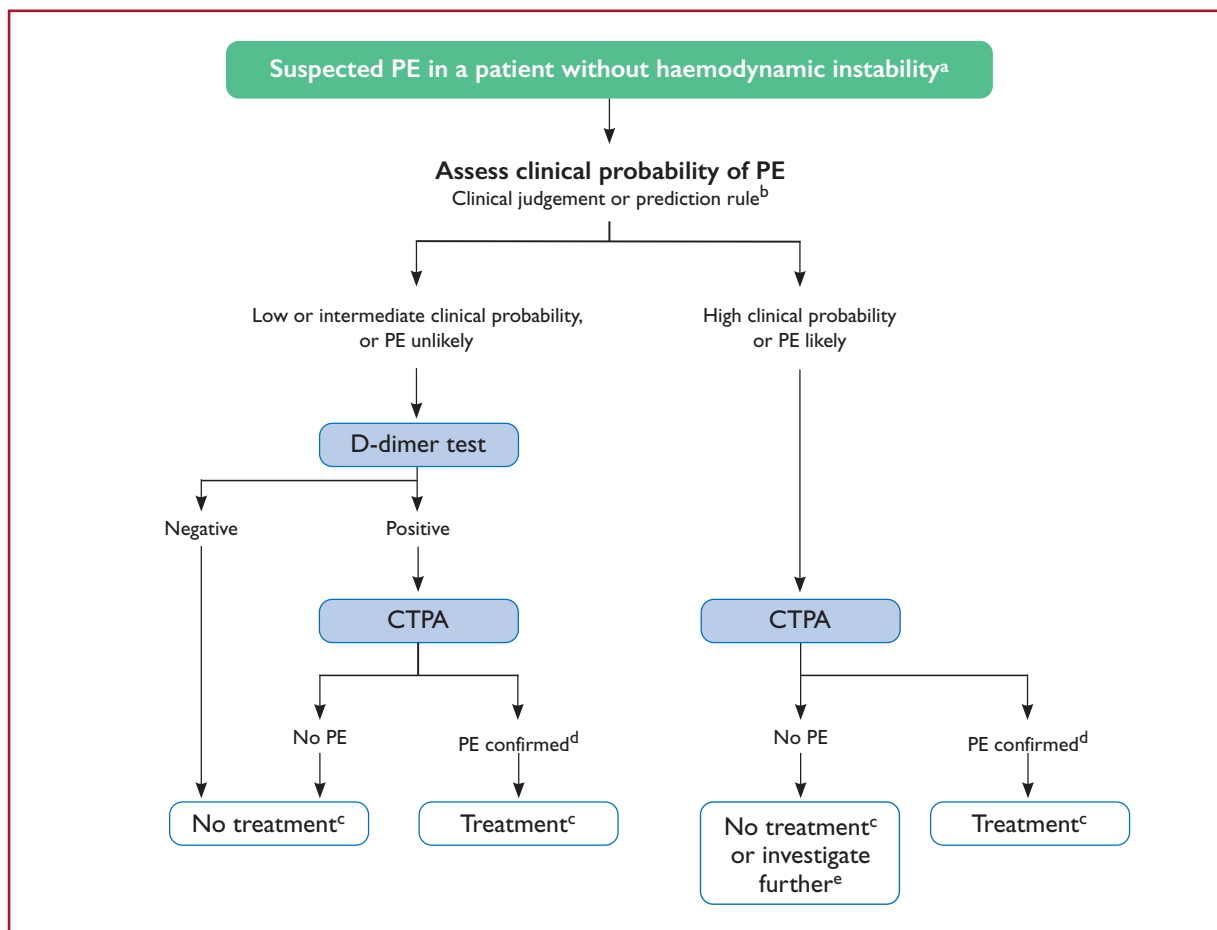 Suspected PE in a patient without haemodynamic instabilityᵃ
Assess clinical probability of PE
Clinical judgement or prediction ruleᵇ
Low or intermediate clinical probability,
or PE unlikely
High clinical probability
or PE likely
D-dimer test
Negative
Positive
CTPA
CTPA
No PE
PE confirmedᵈ
No PE
PE confirmedᵈ
No treatmentᶜ
Treatmentᶜ
No treatmentᶜ
or investigate
furtherᵉ
Treatmentᶜ